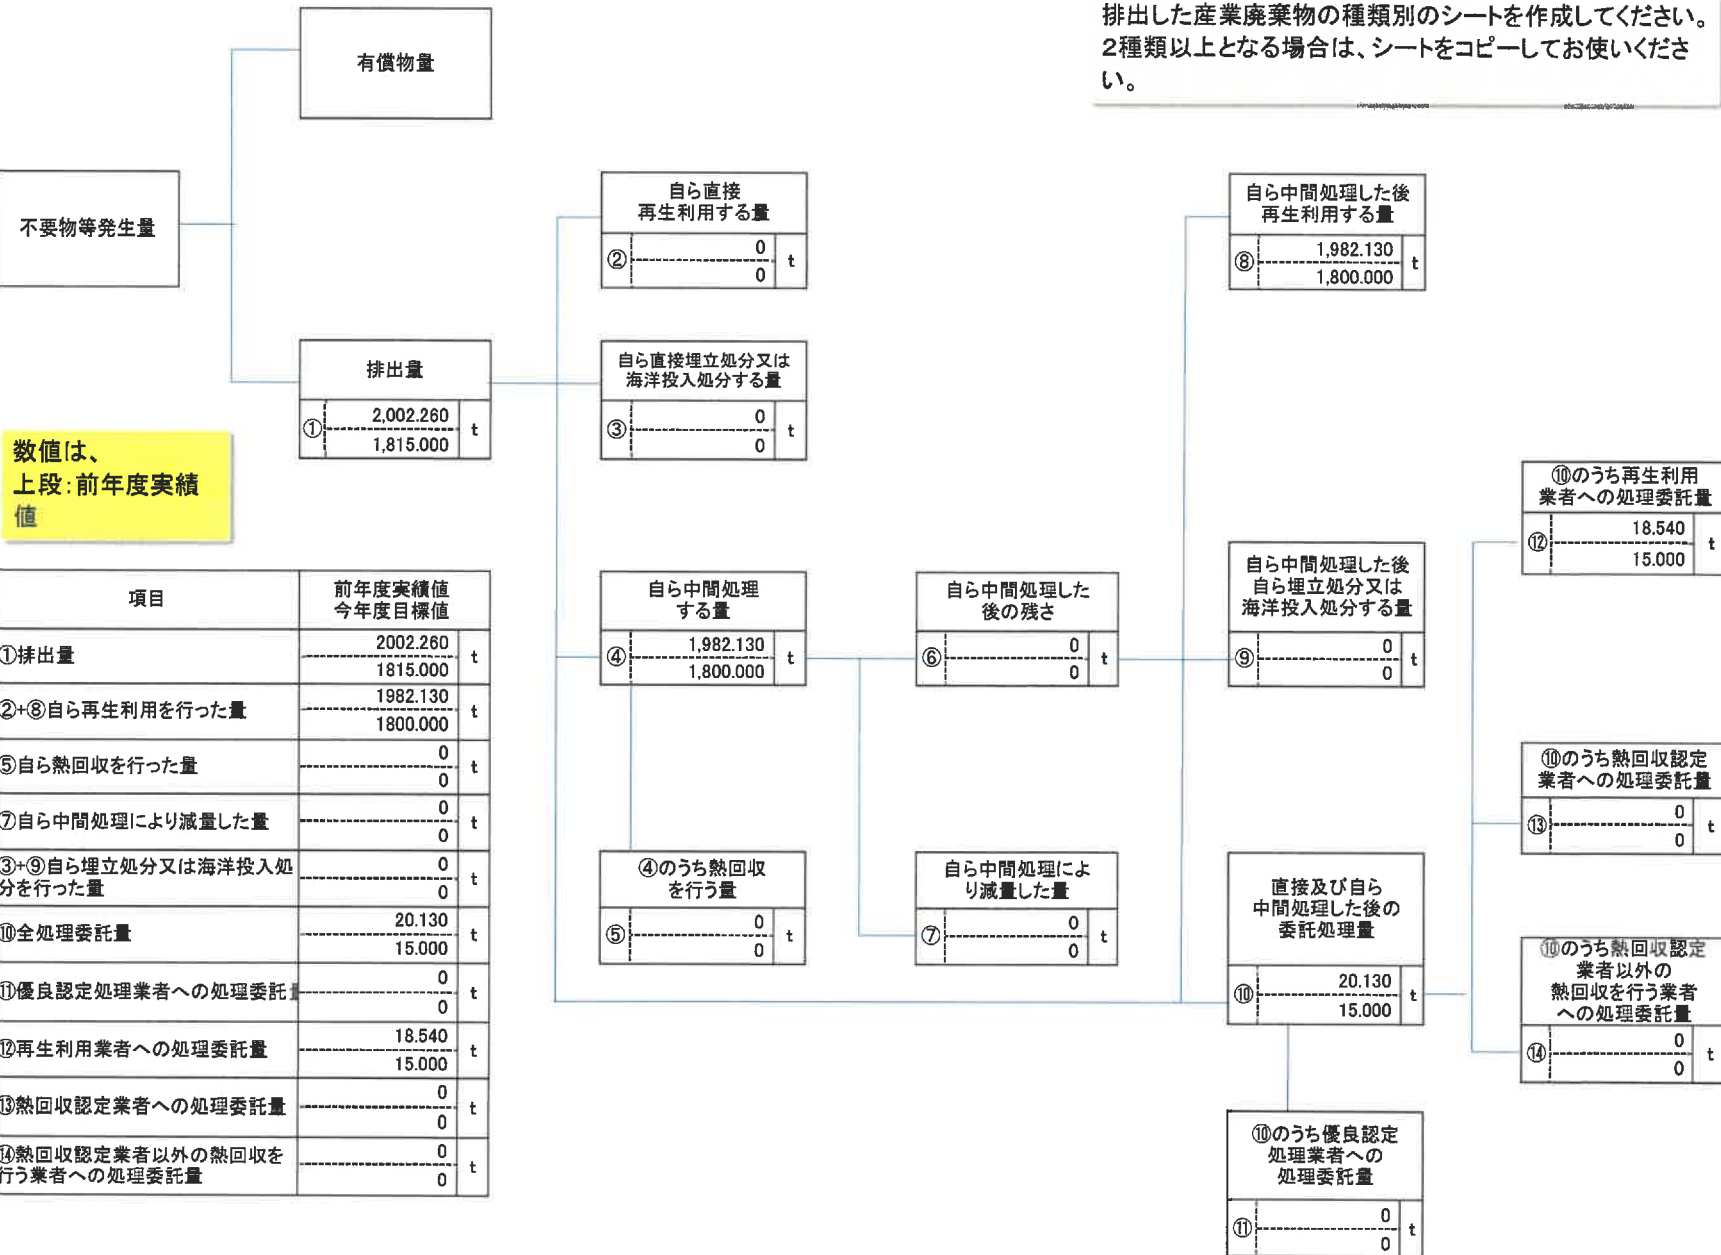 排出した産業廃棄物の種類別のシートを作成してください。
2種類以上となる場合は、シートをコピーしてお使いくださ
い。
有償物量
不要物等発生量
自ら直接
再生利用する量
② 0 t
0
自ら中間処理した後
再生利用する量
⑧ 1,982.130 t
1,800.000
排出量
① 2,002.260 t
1,815.000
自ら直接埋立処分又は
海洋投入処分する量
③ 0 t
0
数値は、
上段:前年度実績
値
⑩のうち再生利用
業者への処理委託量
⑫ 18.540 t
15.000
自ら中間処理
する量
④ 1,982.130 t
1,800.000
自ら中間処理した
後の残さ
⑥ 0 t
0
自ら中間処理した後
自ら埋立処分又は
海洋投入処分する量
⑨ 0 t
0
⑩のうち熱回収認定
業者への処理委託量
⑬ 0 t
0
④のうち熱回収
を行う量
⑤ 0 t
0
自ら中間処理によ
り減量した量
⑦ 0 t
0
直接及び自ら
中間処理した後の
委託処理量
⑩ 20.130 t
15.000
⑩のうち熱回収認定
業者以外の
熱回収を行う業者
への処理委託量
⑭ 0 t
0
⑩のうち優良認定
処理業者への
処理委託量
⑪ 0 t
0
項目 前年度実績値
今年度目標値
①排出量 2002.260 t
1815.000
②+⑧自ら再生利用を行った量 1982.130 t
1800.000
⑤自ら熱回収を行った量 0 t
0
⑦自ら中間処理により減量した量 0 t
0
③+⑨自ら埋立処分又は海洋投入処
分を行った量 0 t
0
⑩全処理委託量 20.130 t
15.000
⑪優良認定処理業者への処理委託量 0 t
0
⑫再生利用業者への処理委託量 18.540 t
15.000
⑬熱回収認定業者への処理委託量 0 t
0
⑭熱回収認定業者以外の熱回収を
行う業者への処理委託量 0 t
0